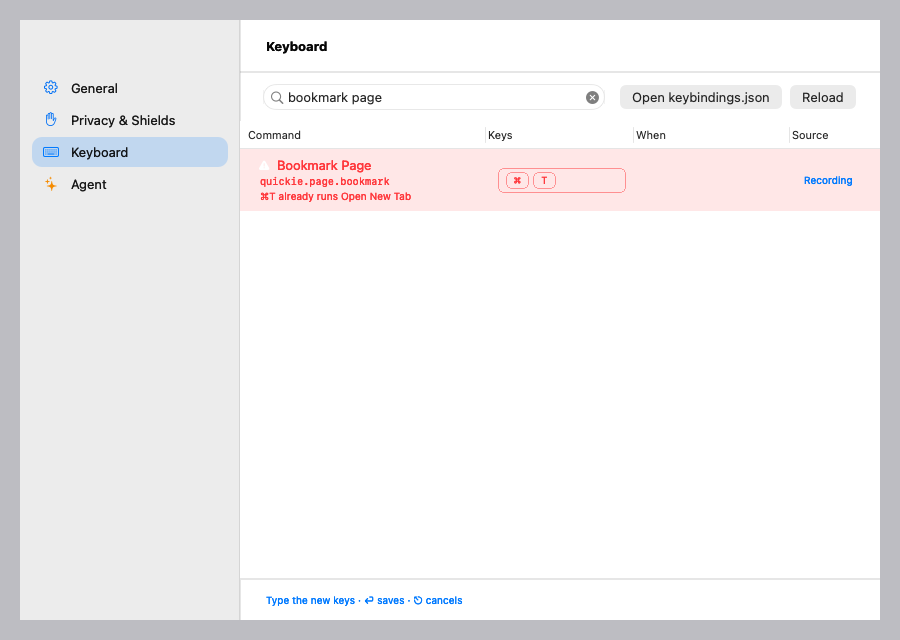 Keyboard
General
Privacy & Shields
Keyboard
Agent
bookmark page
Open keybindings.json
Reload
Command
Keys
When
Source
Bookmark Page
quickie.page.bookmark
⌘T already runs Open New Tab
⌘ T
Recording
Type the new keys · ↩ saves · ⎋ cancels